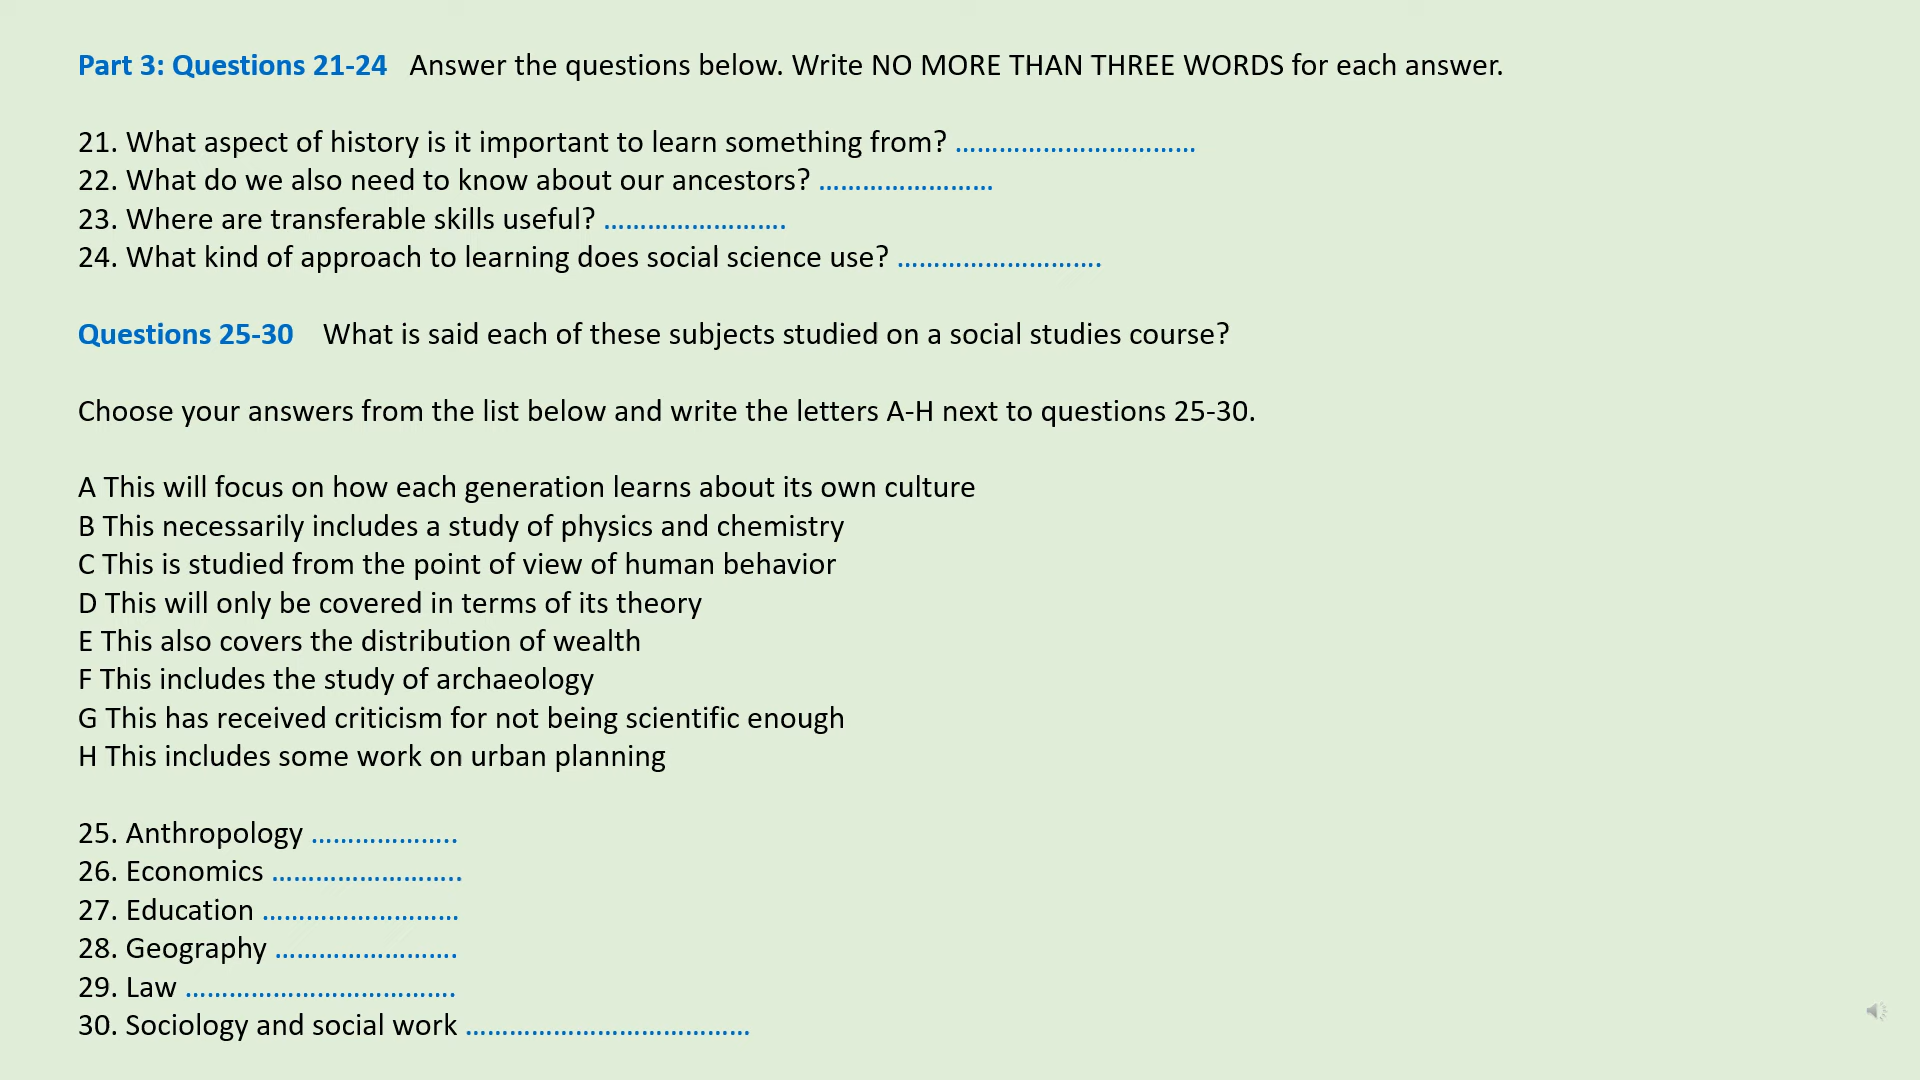 Part 3: Questions 21-24 Answer the questions below. Write NO MORE THAN THREE WORDS for each answer.
21. What aspect of history is it important to learn something from? ……………………………
22. What do we also need to know about our ancestors? ……………………
23. Where are transferable skills useful? …………………….
24. What kind of approach to learning does social science use? ……………………….
Questions 25-30 What is said each of these subjects studied on a social studies course?
Choose your answers from the list below and write the letters A-H next to questions 25-30.
A This will focus on how each generation learns about its own culture
B This necessarily includes a study of physics and chemistry
C This is studied from the point of view of human behavior
D This will only be covered in terms of its theory
E This also covers the distribution of wealth
F This includes the study of archaeology
G This has received criticism for not being scientific enough
H This includes some work on urban planning
25. Anthropology ………………..
26. Economics ……………………..
27. Education ………………………
28. Geography …………………….
29. Law ……………………………….
30. Sociology and social work …………………………………